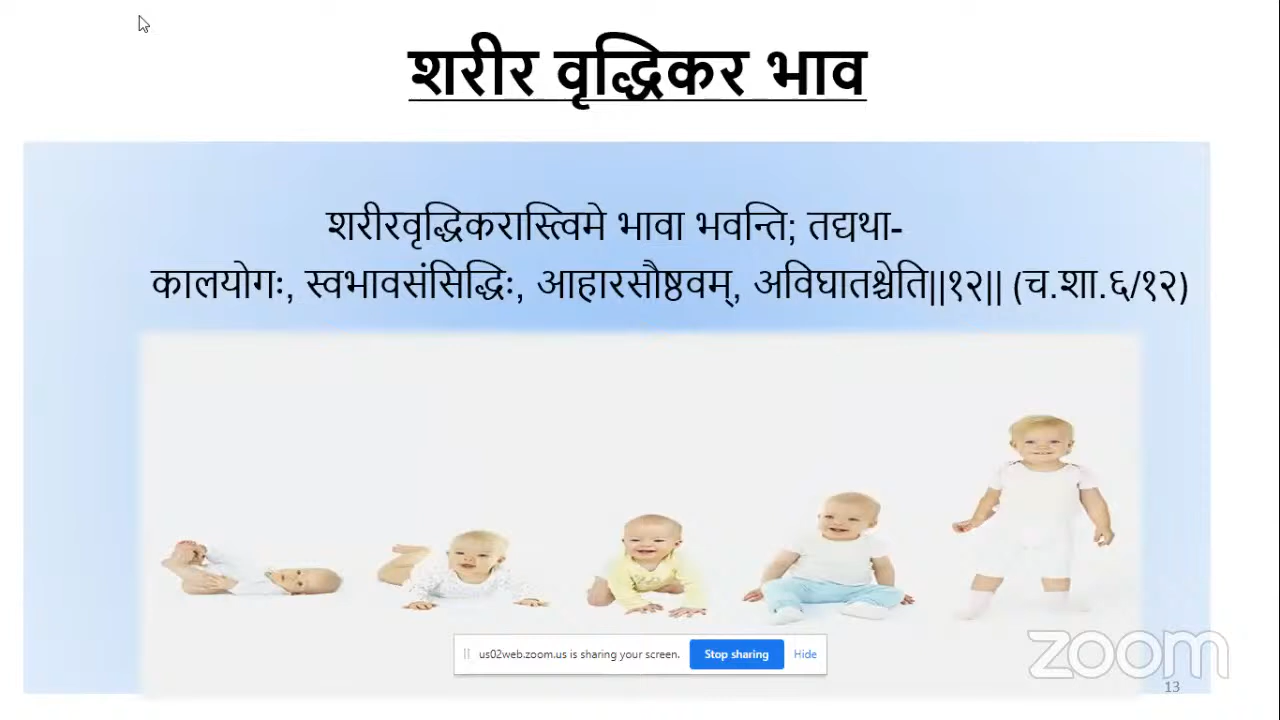 शरीर वृद्धिकर भाव
शरीरवृद्धिकरास्त्विमे भावा भवन्ति; तद्यथा-
कालयोगः, स्वभावसंसिद्धिः, आहारसौष्ठवम्, अविघातश्चेति||१२|| (च.शा.६/१२)
us02web.zoom.us is sharing your screen. Stop sharing Hide
zoom
13